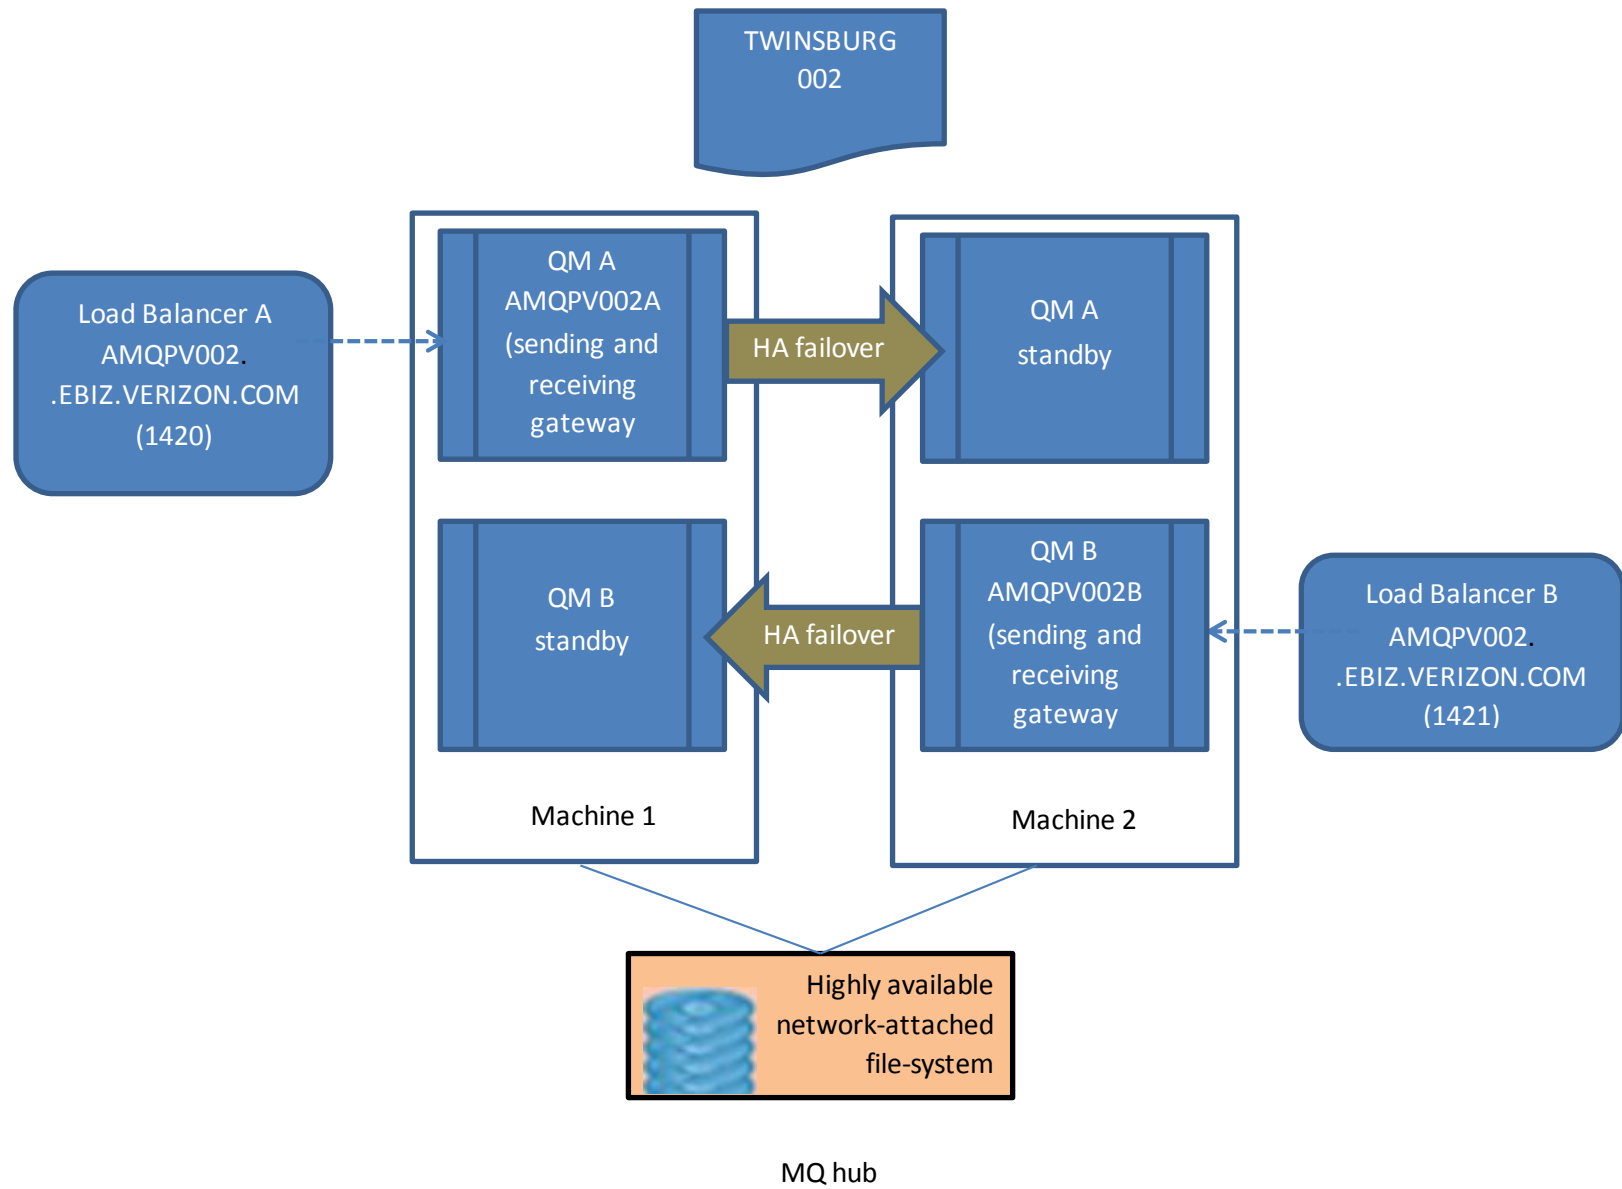 TWINSBURG
002
Load Balancer A
AMQPV002.
.EBIZ.VERIZON.COM
(1420)
QM A
AMQPV002A
(sending and
receiving
gateway
HA failover
QM A
standby
QM B
standby
HA failover
QM B
AMQPV002B
(sending and
receiving
gateway
Load Balancer B
AMQPV002.
.EBIZ.VERIZON.COM
(1421)
Machine 1
Machine 2
Highly available
network-attached
file-system
MQ hub